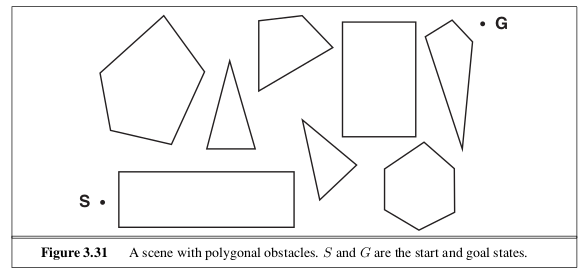 G
S
Figure 3.31 A scene with polygonal obstacles. S and G are the start and goal states.